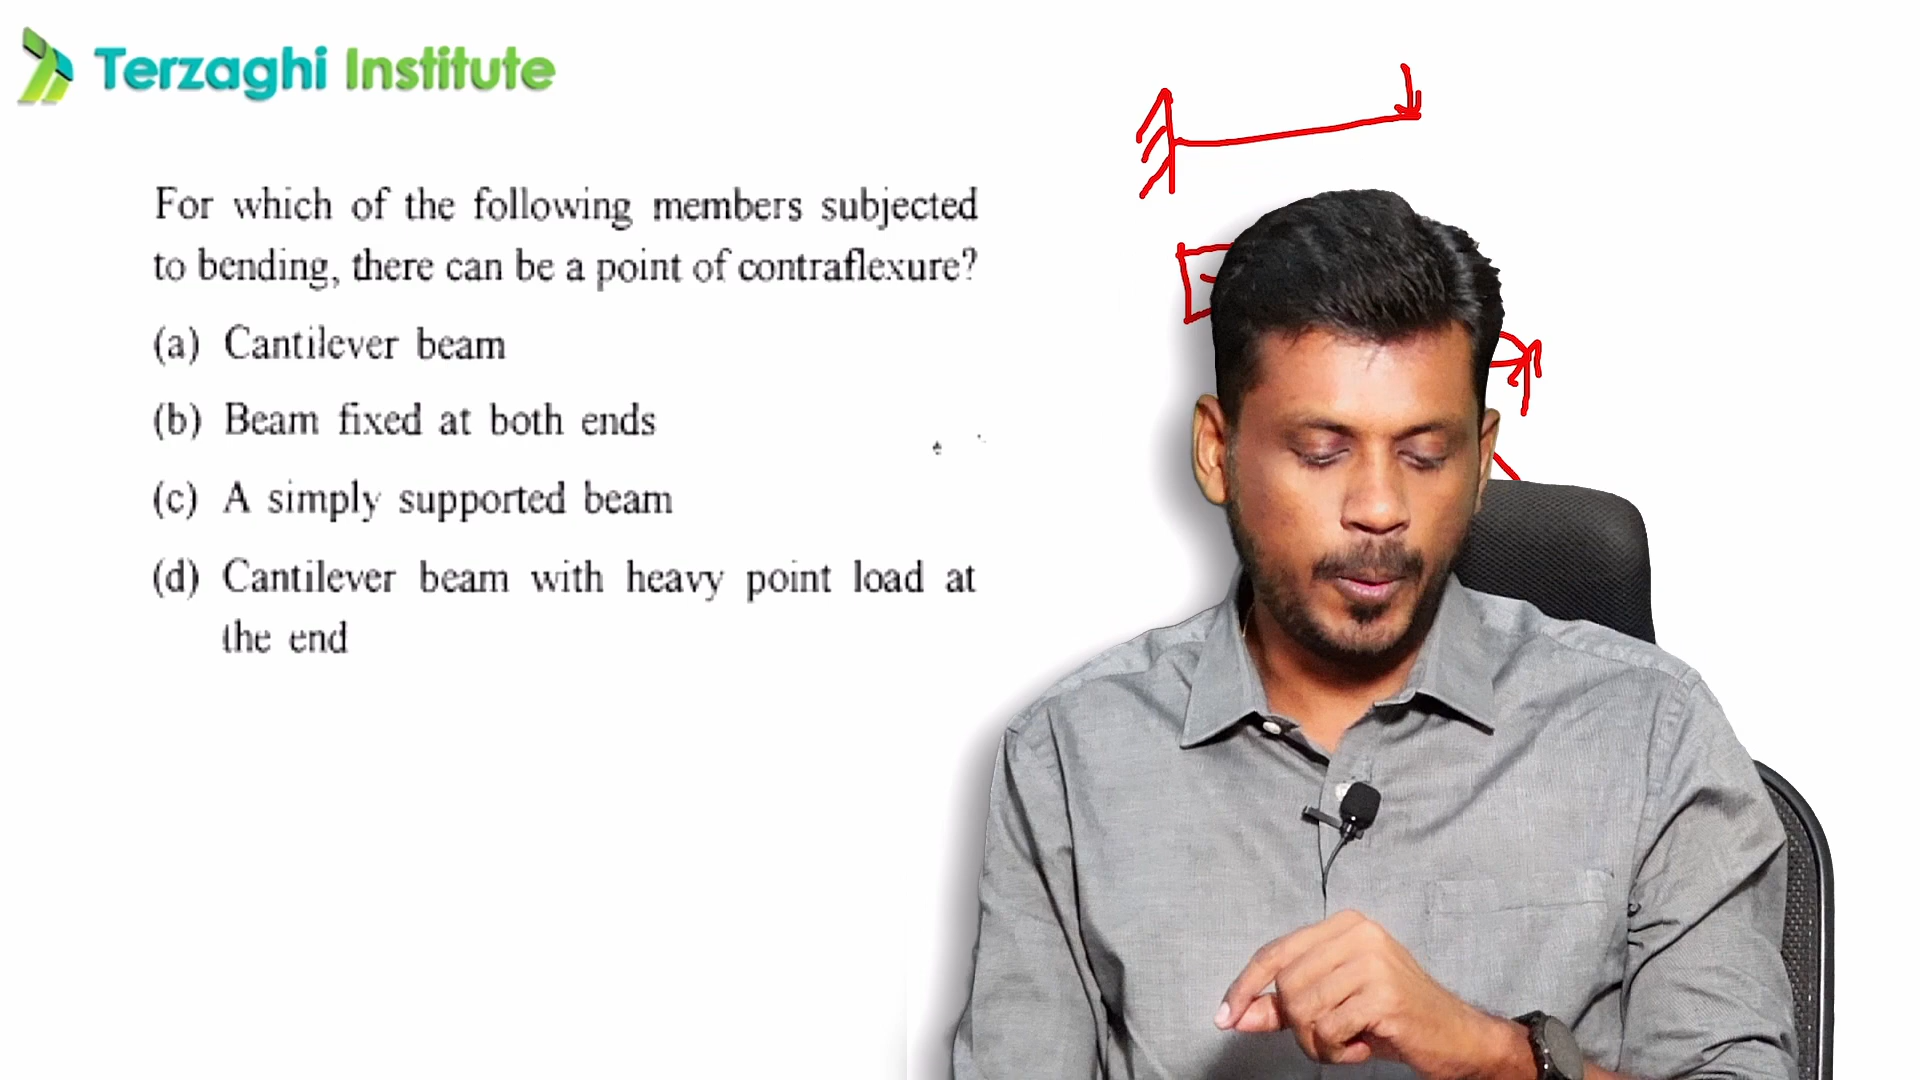 Terzaghi Institute
For which of the following members subjected
to bending, there can be a point of contraflexure?
(a) Cantilever beam
(b) Beam fixed at both ends
(c) A simply supported beam
(d) Cantilever beam with heavy point load at
the end